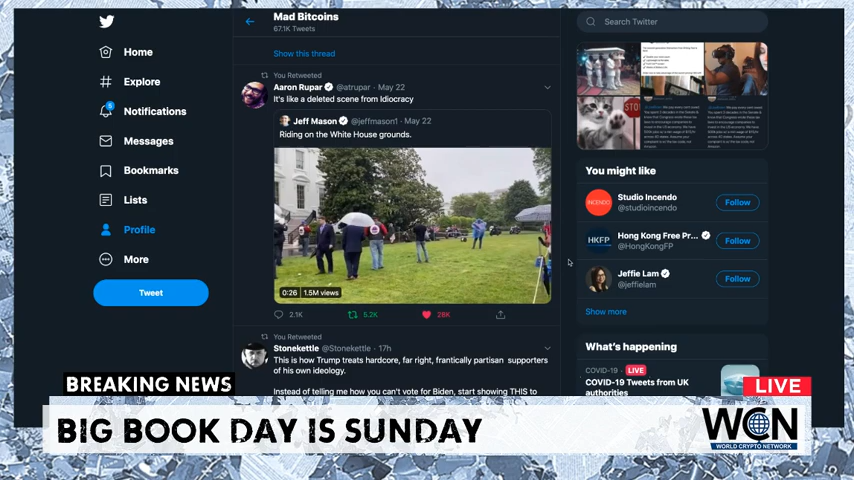 Mad Bitcoins
67.1K Tweets
Search Twitter
Home
Explore
Notifications
Messages
Bookmarks
Lists
Profile
More
Tweet
Show this thread
You Retweeted
Aaron Rupar @atrupar · May 22
It's like a deleted scene from Idiocracy
Jeff Mason @jeffmason1 · May 22
Riding on the White House grounds.
0:26 1.5M views
2.1K 5.2K 28K
You Retweeted
Stonekettle @Stonekettle · 17h
This is how Trump treats hardcore, far right, frantically partisan supporters
of his own ideology.
Instead of telling me how you can't vote for Biden, start showing THIS to
You might like
Studio Incendo
@studioincendo
Follow
INCENDO
Hong Kong Free Pr...
@HongKongFP
Follow
HKFP
Jeffie Lam
@jeffielam
Follow
Show more
What's happening
COVID-19 · LIVE
COVID-19 Tweets from UK
authorities
BREAKING NEWS
LIVE
BIG BOOK DAY IS SUNDAY
WCN
WORLD CRYPTO NETWORK